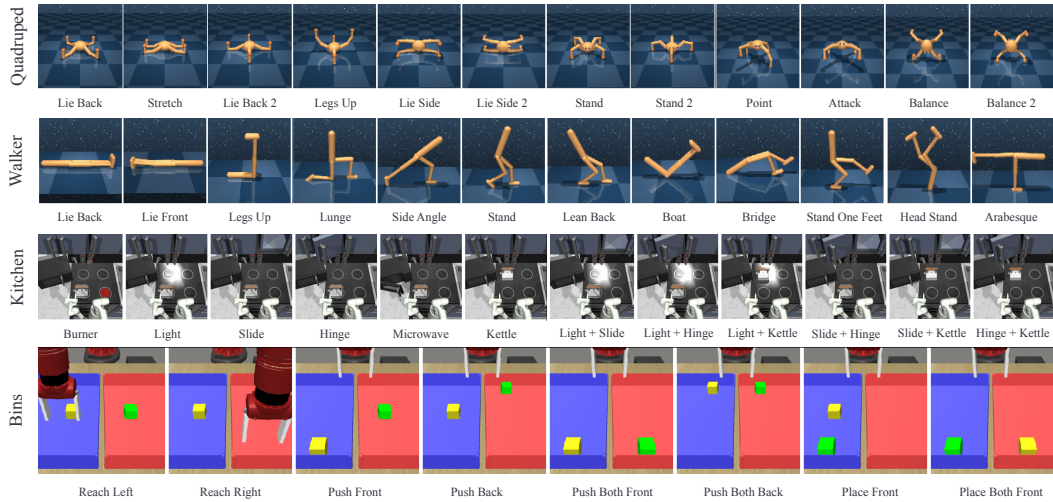 Quadruped
Lie Back Stretch Lie Back 2 Legs Up Lie Side Lie Side 2 Stand Stand 2 Point Attack Balance Balance 2
Walker
Lie Back Lie Front Legs Up Lunge Side Angle Stand Lean Back Boat Bridge Stand One Feet Head Stand Arabesque
Kitchen
Burner Light Slide Hinge Microwave Kettle Light + Slide Light + Hinge Light + Kettle Slide + Hinge Slide + Kettle Hinge + Kettle
Bins
Reach Left Reach Right Push Front Push Back Push Both Front Push Both Back Place Front Place Both Front